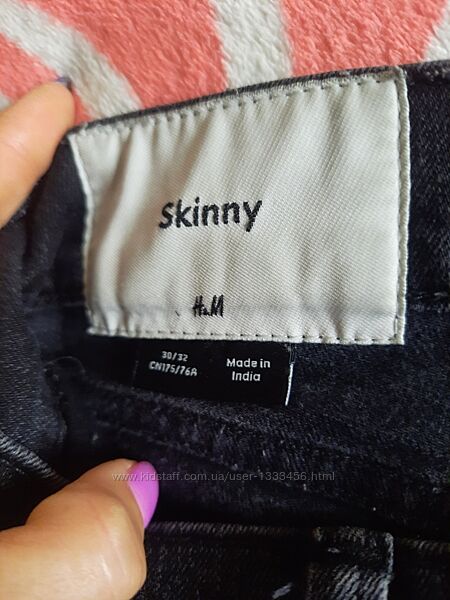 skinny
H&M
30/32
CN175/76A
Made in
India
www.kidstaff.com.ua/user-1333456.html